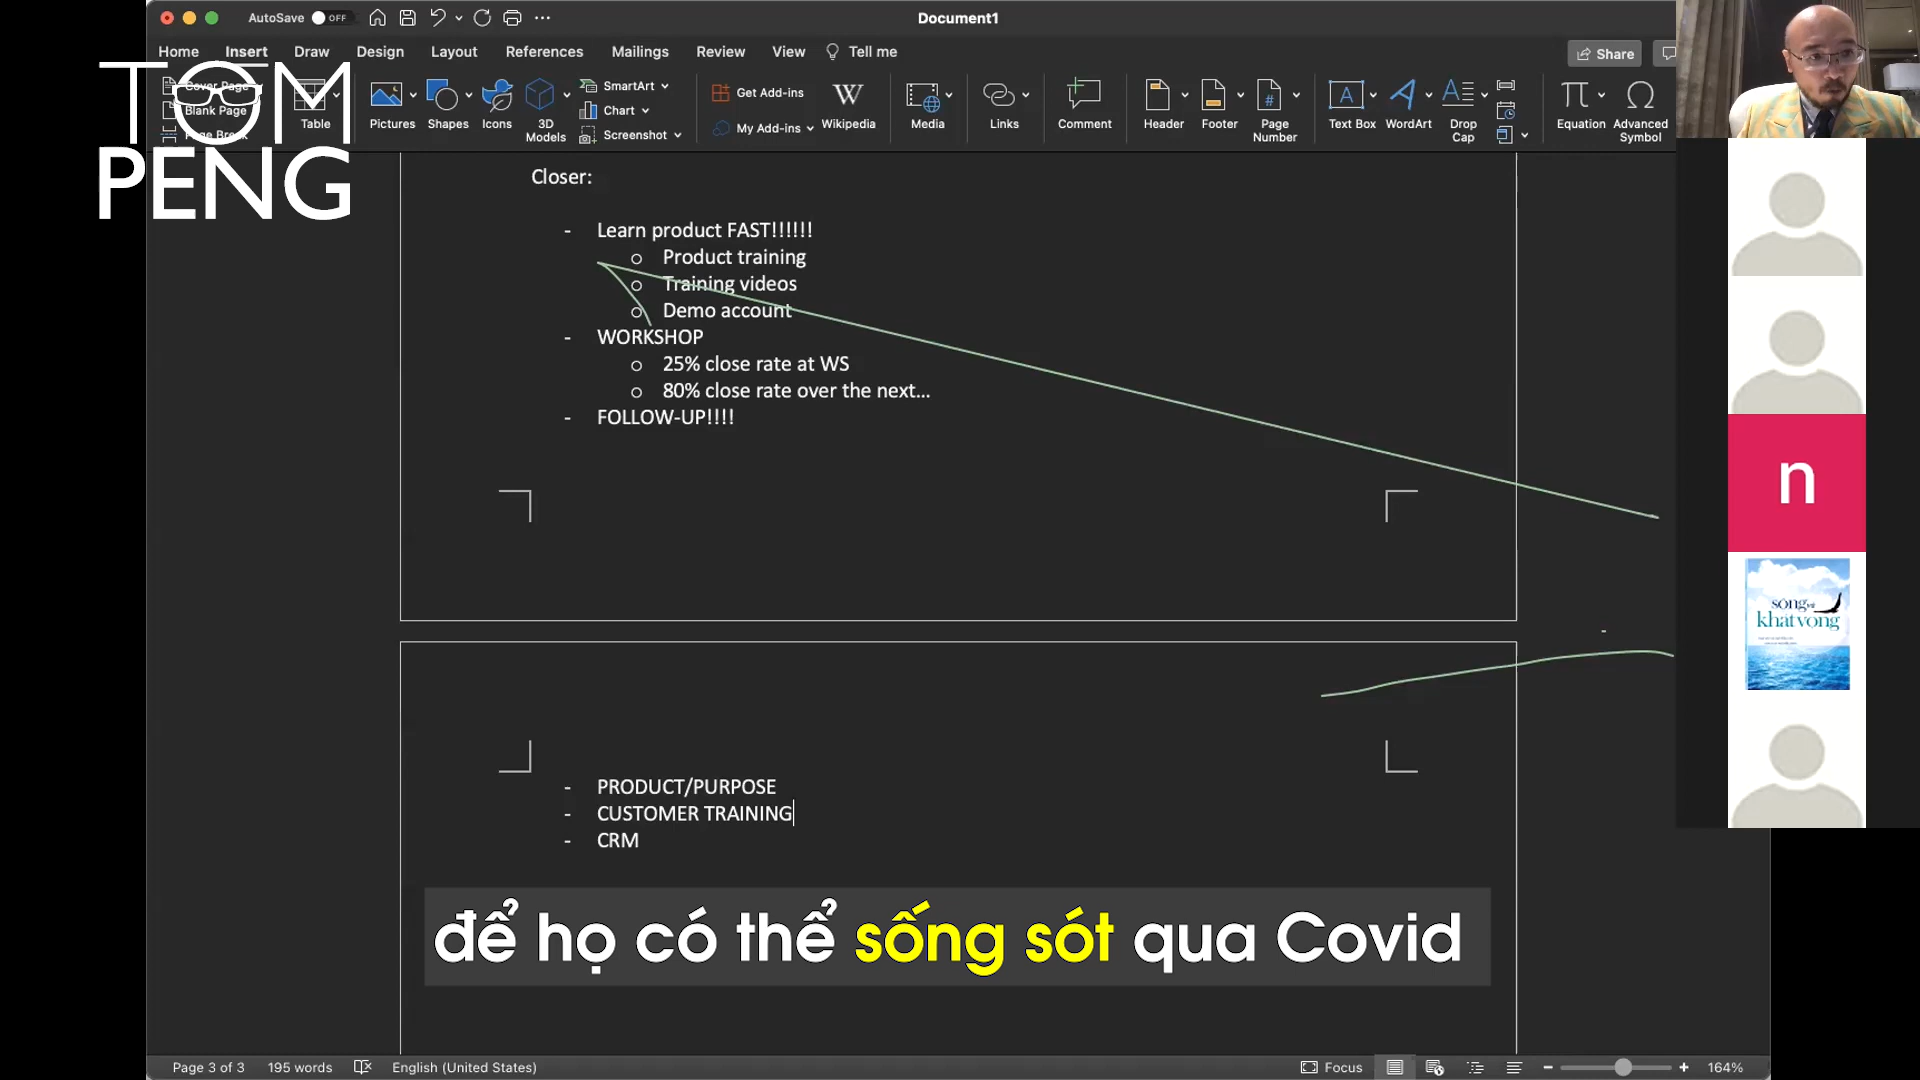 AutoSave OFF
Document1
Home Insert Draw Design Layout References Mailings Review View Tell me
Share
TOM
PENG
Cover Page
Blank Page
Page Break
Table
Pictures
Shapes
Icons
3D
Models
SmartArt
Chart
Screenshot
Get Add-ins
My Add-ins
W
Wikipedia
Media
Links
Comment
Header
Footer
#
Page
Number
A
Text Box
A
WordArt
A
Drop
Cap
π
Equation
Ω
Advanced
Symbol
Closer:
- Learn product FAST!!!!!!
o Product training
o Training videos
o Demo account
- WORKSHOP
o 25% close rate at WS
o 80% close rate over the next...
- FOLLOW-UP!!!!
n
sông và
khát vọng
- PRODUCT/PURPOSE
- CUSTOMER TRAINING
- CRM
để họ có thể sống sót qua Covid
Page 3 of 3 195 words English (United States) Focus 164%